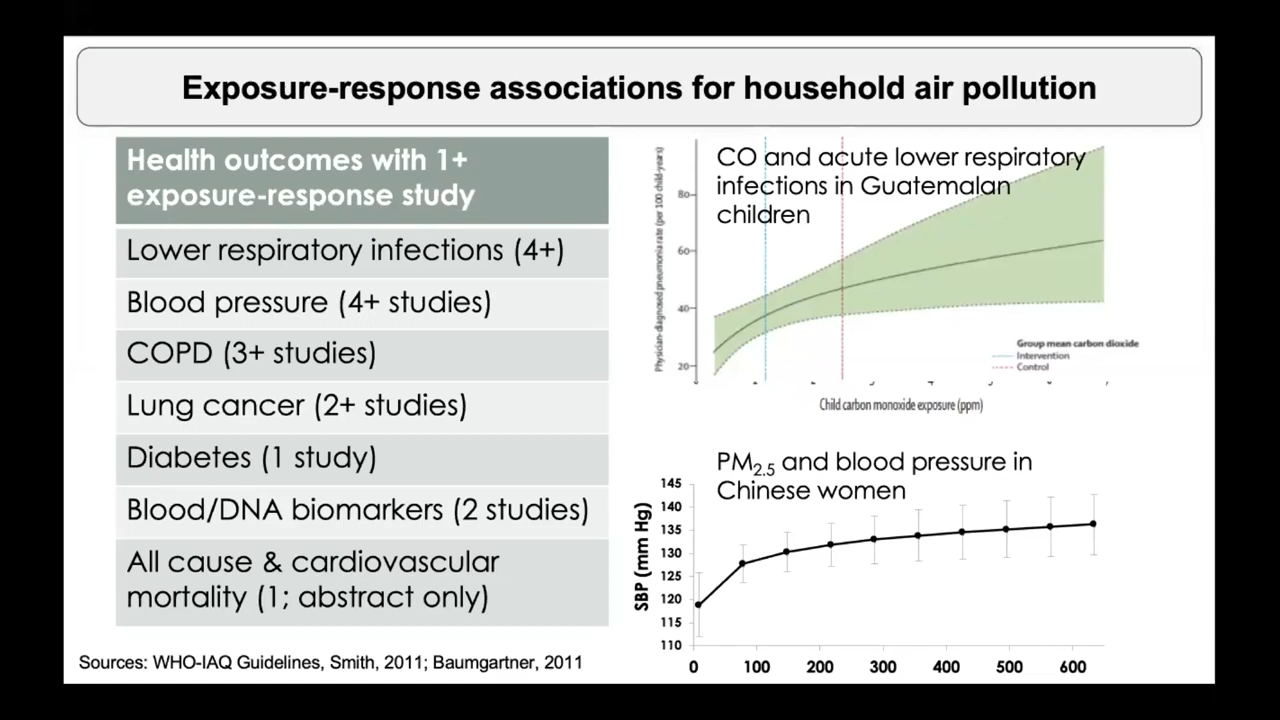 Exposure-response associations for household air pollution
Health outcomes with 1+
exposure-response study
Lower respiratory infections (4+)
Blood pressure (4+ studies)
COPD (3+ studies)
Lung cancer (2+ studies)
Diabetes (1 study)
Blood/DNA biomarkers (2 studies)
All cause & cardiovascular
mortality (1; abstract only)
Sources: WHO-IAQ Guidelines, Smith, 2011; Baumgartner, 2011
CO and acute lower respiratory
infections in Guatemalan
children
Physician-diagnosed pneumonia rate (per 100 child-years)
80
60
40
20
Group mean carbon dioxide
Intervention
Control
Child carbon monoxide exposure (ppm)
PM2.5 and blood pressure in
Chinese women
SBP (mm Hg)
145
140
135
130
125
120
115
110
0 100 200 300 400 500 600